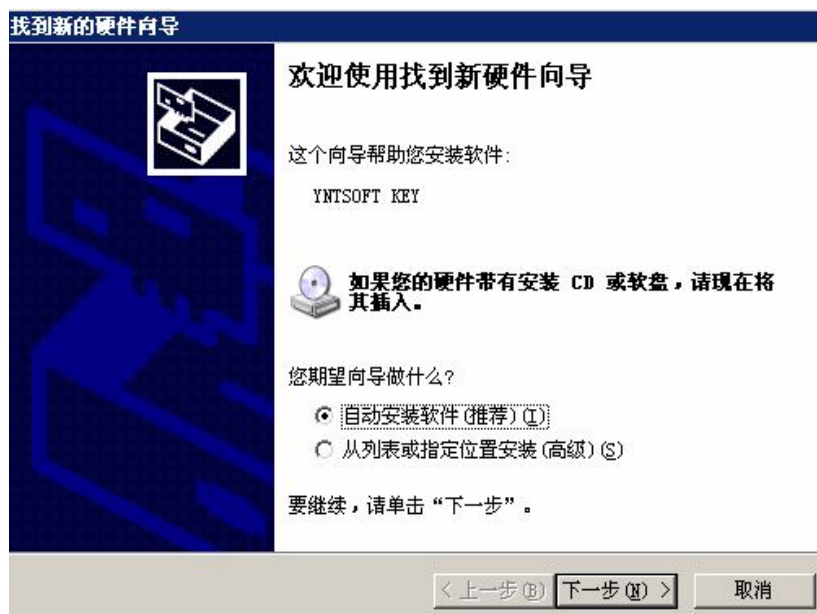 找到新的硬件向导
欢迎使用找到新硬件向导
这个向导帮助您安装软件:
YNTSOFT KEY
如果您的硬件带有安装 CD 或软盘，请现在将
其插入。
您期望向导做什么?
自动安装软件(推荐)(I)
从列表或指定位置安装(高级)(S)
要继续，请单击“下一步”。
< 上一步(B) 下一步(N) > 取消